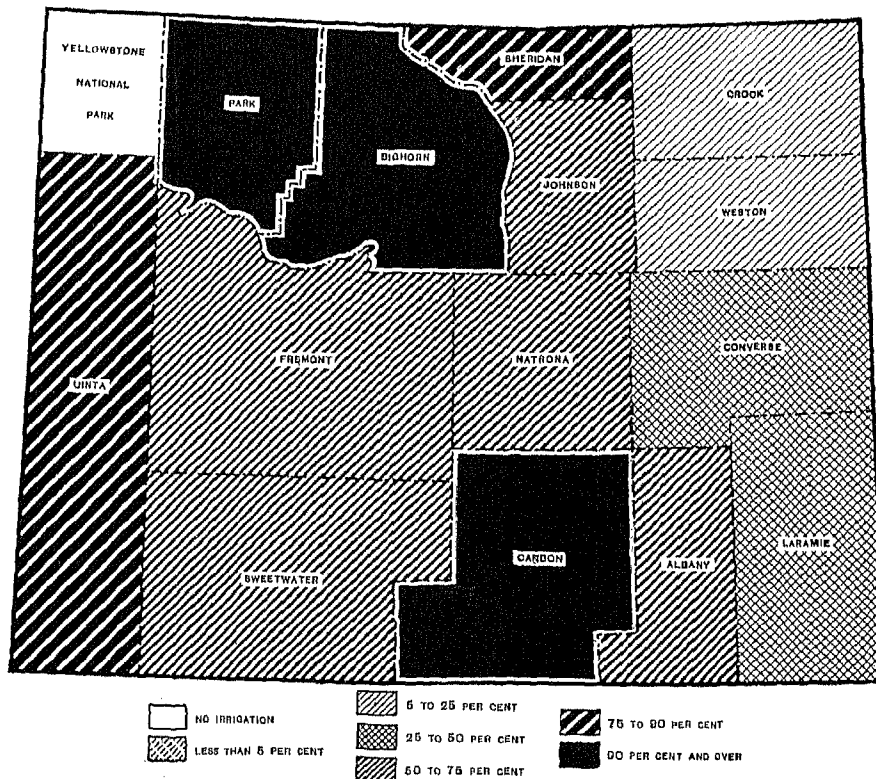 YELLOWSTONE
NATIONAL
PARK
SHERIDAN
CROOK
PARK
BIGHORN
JOHNSON
WESTON
CONVERSE
FREMONT
NATRONA
UINTA
LARAMIE
CARBON
ALBANY
SWEETWATER
NO IRRIGATION
LESS THAN 5 PER CENT
5 TO 25 PER CENT
25 TO 50 PER CENT
50 TO 75 PER CENT
75 TO 90 PER CENT
90 PER CENT AND OVER